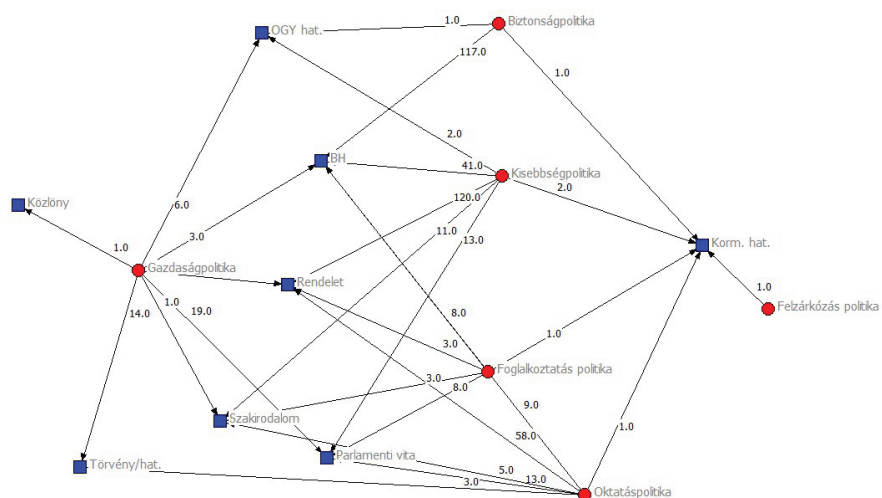 OGY hat.
1.0
Biztonságpolitika
117.0
1.0
2.0
BH
41.0
Kisebbségpolitika
2.0
120.0
Közlöny
6.0
11.0
3.0
13.0
1.0
Korm. hat.
Gazdaságpolitika
Rendelet
1.0
Felzárkózás politika
14.0
1.0
19.0
8.0
1.0
3.0
Foglalkoztatás politika
3.0
8.0
9.0
Szakirodalom
1.0
58.0
Parlamenti vita
Törvény/hat.
5.0
3.0
13.0
Oktatáspolitika